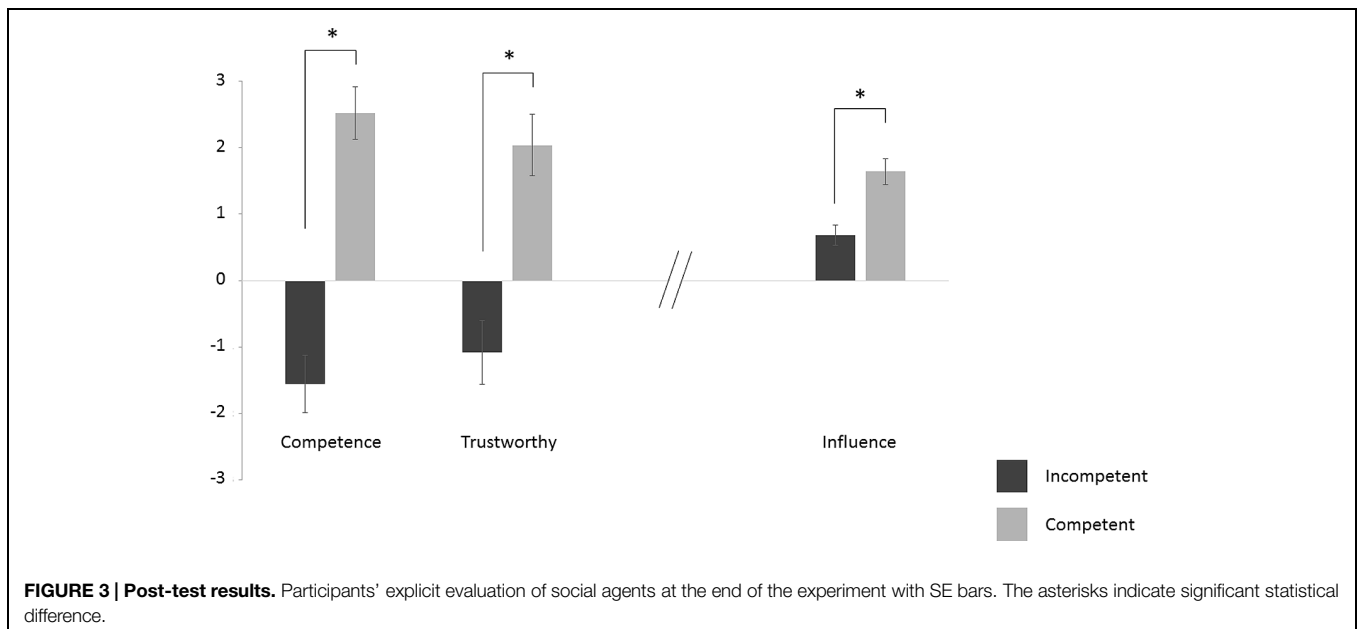 *
*
*
3
2
1
0
-1
-2
-3
Competence
Trustworthy
//
Influence
Incompetent
Competent
FIGURE 3 | Post-test results. Participants’ explicit evaluation of social agents at the end of the experiment with SE bars. The asterisks indicate significant statistical
difference.